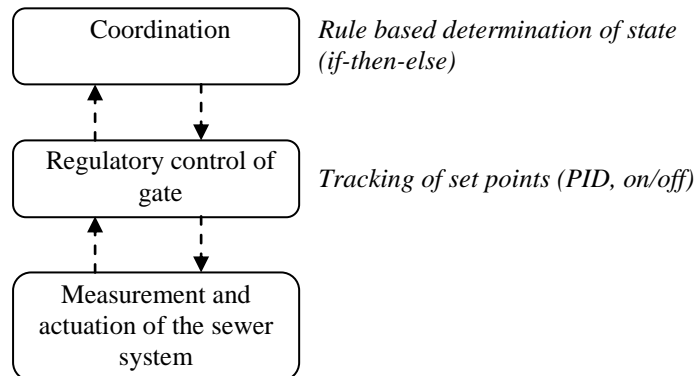 Coordination
Rule based determination of state
(if-then-else)
Regulatory control of
gate
Tracking of set points (PID, on/off)
Measurement and
actuation of the sewer
system